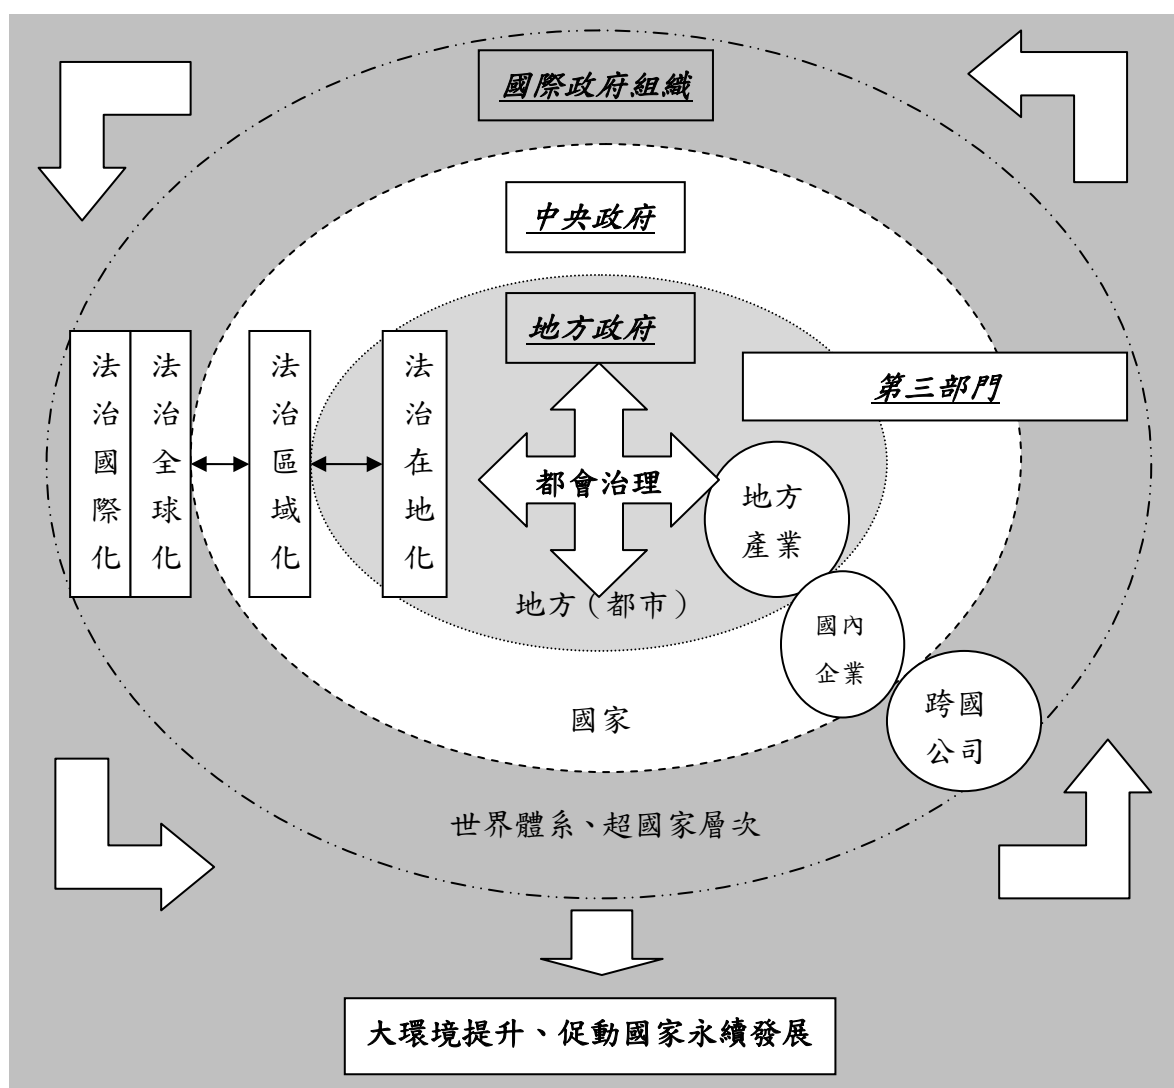 國際政府組織
中央政府
地方政府
第三部門
法治國際化
法治全球化
法治區域化
法治在地化
都會治理
地方
產業
地方（都市）
國內
企業
國家
跨國
公司
世界體系、超國家層次
大環境提升、促動國家永續發展